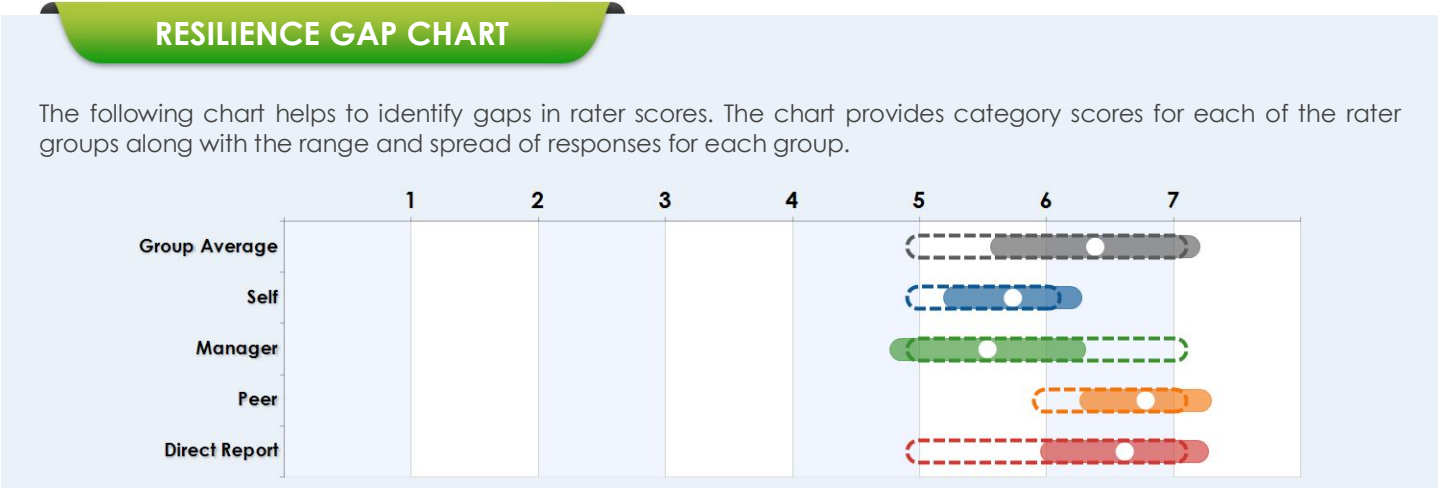 RESILIENCE GAP CHART
The following chart helps to identify gaps in rater scores. The chart provides category scores for each of the rater
groups along with the range and spread of responses for each group.
1 2 3 4 5 6 7
Group Average
Self
Manager
Peer
Direct Report